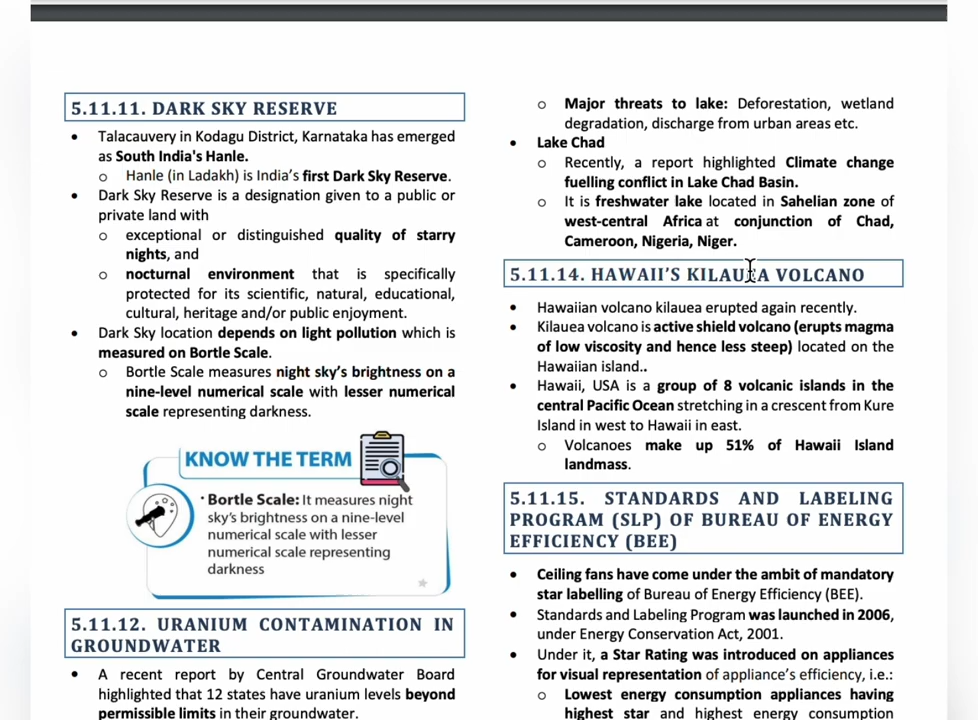 5.11.11. DARK SKY RESERVE
• Talacauvery in Kodagu District, Karnataka has emerged
as South India's Hanle.
o Hanle (in Ladakh) is India's first Dark Sky Reserve.
• Dark Sky Reserve is a designation given to a public or
private land with
o exceptional or distinguished quality of starry
nights, and
o nocturnal environment that is specifically
protected for its scientific, natural, educational,
cultural, heritage and/or public enjoyment.
• Dark Sky location depends on light pollution which is
measured on Bortle Scale.
o Bortle Scale measures night sky's brightness on a
nine-level numerical scale with lesser numerical
scale representing darkness.
KNOW THE TERM
• Bortle Scale: It measures night
sky's brightness on a nine-level
numerical scale with lesser
numerical scale representing
darkness
5.11.12. URANIUM CONTAMINATION IN
GROUNDWATER
• A recent report by Central Groundwater Board
highlighted that 12 states have uranium levels beyond
permissible limits in their groundwater.
o Major threats to lake: Deforestation, wetland
degradation, discharge from urban areas etc.
• Lake Chad
o Recently, a report highlighted Climate change
fuelling conflict in Lake Chad Basin.
o It is freshwater lake located in Sahelian zone of
west-central Africa at conjunction of Chad,
Cameroon, Nigeria, Niger.
5.11.14. HAWAII'S KILAUEA VOLCANO
• Hawaiian volcano kilauea erupted again recently.
• Kilauea volcano is active shield volcano (erupts magma
of low viscosity and hence less steep) located on the
Hawaiian island..
• Hawaii, USA is a group of 8 volcanic islands in the
central Pacific Ocean stretching in a crescent from Kure
Island in west to Hawaii in east.
o Volcanoes make up 51% of Hawaii Island
landmass.
5.11.15. STANDARDS AND LABELING
PROGRAM (SLP) OF BUREAU OF ENERGY
EFFICIENCY (BEE)
• Ceiling fans have come under the ambit of mandatory
star labelling of Bureau of Energy Efficiency (BEE).
• Standards and Labeling Program was launched in 2006,
under Energy Conservation Act, 2001.
• Under it, a Star Rating was introduced on appliances
for visual representation of appliance's efficiency, i.e.:
o Lowest energy consumption appliances having
highest star and highest energy consumption